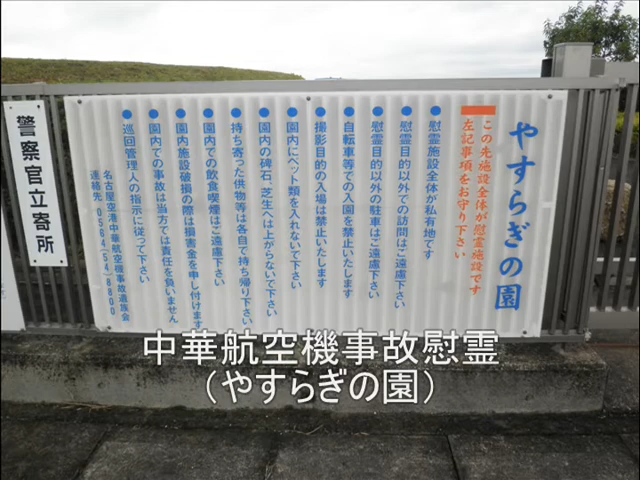 やすらぎの園
この先施設全体が慰霊施設です
左記事項をお守り下さい
●慰霊施設全体が私有地です
●慰霊目的以外での訪問はご遠慮下さい
●慰霊目的以外の駐車はご遠慮下さい
●自転車等での入園を禁止いたします
●撮影目的の入場は禁止いたします
●園内にペット類を入れないで下さい
●園内の碑石、芝生へは上がらないで下さい
●持ち寄った供物等は各自で持ち帰り下さい
●園内での飲食喫煙はご遠慮下さい
●園内施設破損の際は損害金を申し付けます
●園内での事故は当方では責任を負いません
●巡回管理人の指示に従って下さい
名古屋空港中華航空機事故遺族会
連絡先 0584(54)8800
警察官立寄所
中華航空機事故慰霊
（やすらぎの園）